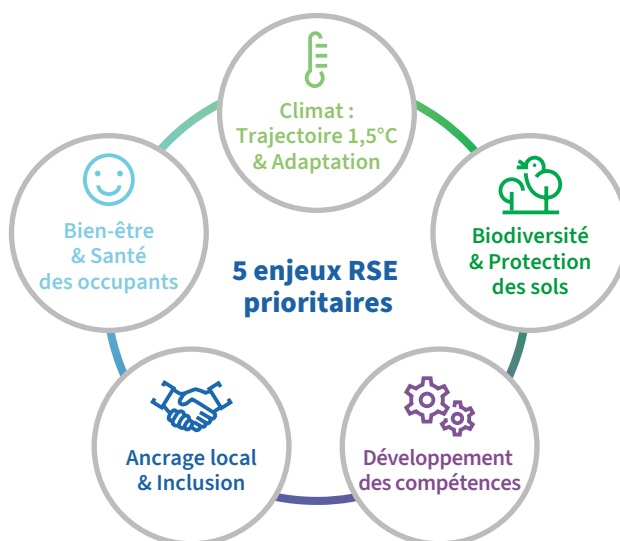 Climat :
Trajectoire 1,5°C
& Adaptation
Bien-être
& Santé
des occupants
Biodiversité
& Protection
des sols
5 enjeux RSE
prioritaires
Ancrage local
& Inclusion
Développement
des compétences